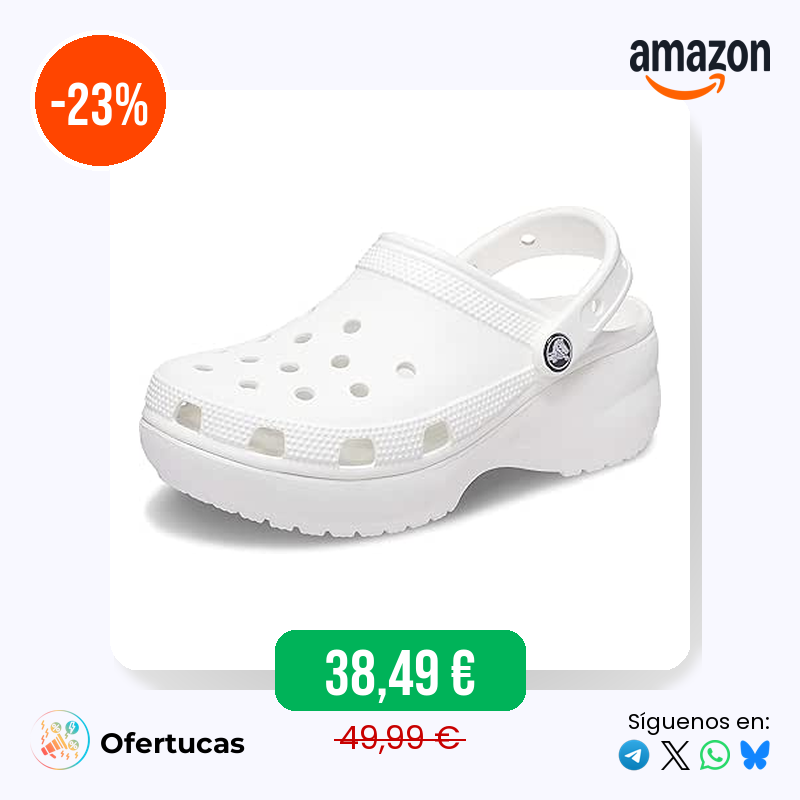 -23%
amazon
38,49 €
49,99 €
Ofertucas
Síguenos en: